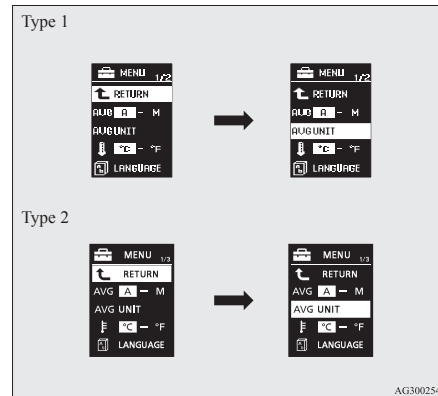 Type 1
MENU 1/2
RETURN
AVG A - M
AVG UNIT
°C - °F
LANGUAGE
MENU 1/2
RETURN
AVG A - M
AVG UNIT
°C - °F
LANGUAGE
Type 2
MENU 1/3
RETURN
AVG A - M
AVG UNIT
°C - °F
LANGUAGE
MENU 1/3
RETURN
AVG A - M
AVG UNIT
°C - °F
LANGUAGE
AG300254